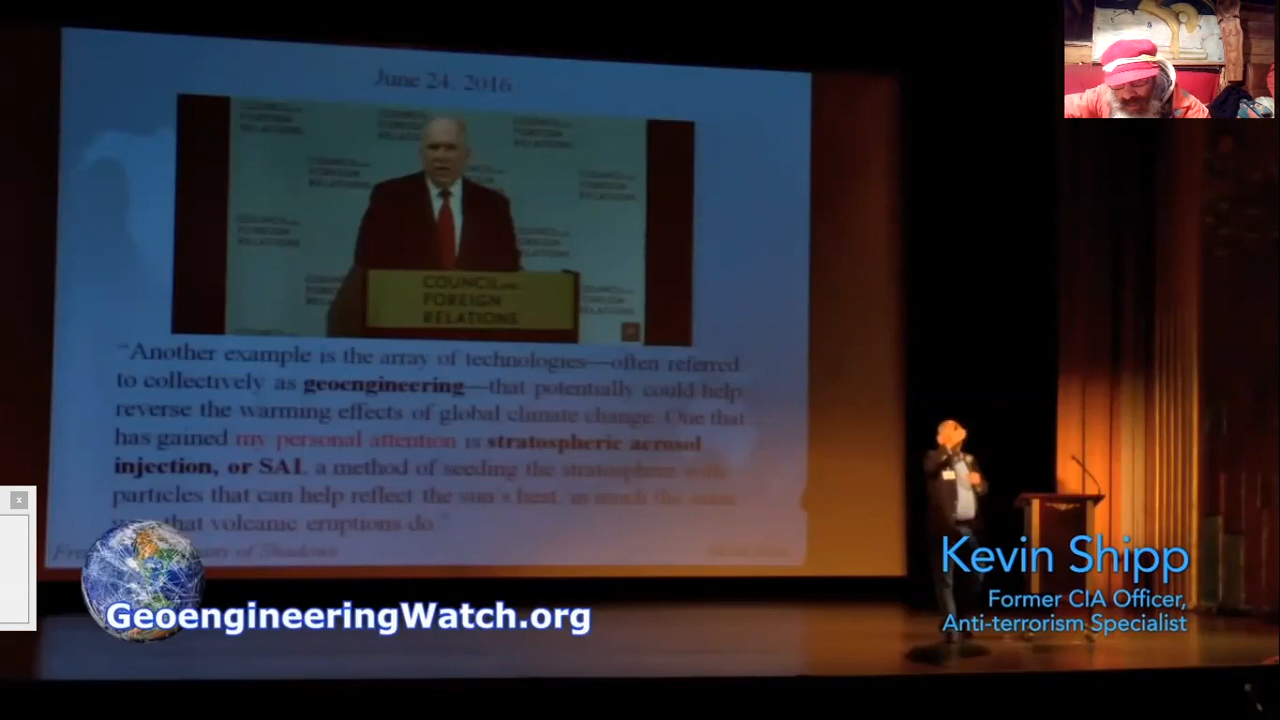 June 24, 2016
COUNCIL
FOREIGN
RELATIONS
"Another example is the array of technologies—often referred
to collectively as geoengineering—that potentially could help
reverse the warming effects of global climate change. One that
has gained my personal attention is stratospheric aerosol
injection, or SAI, a method of seeding the stratosphere with
particles that can help reflect the sun's heat, in much the same
that volcanic eruptions do."
of Shadows
GeoengineeringWatch.org
Kevin Shipp
Former CIA Officer,
Anti-terrorism Specialist
x